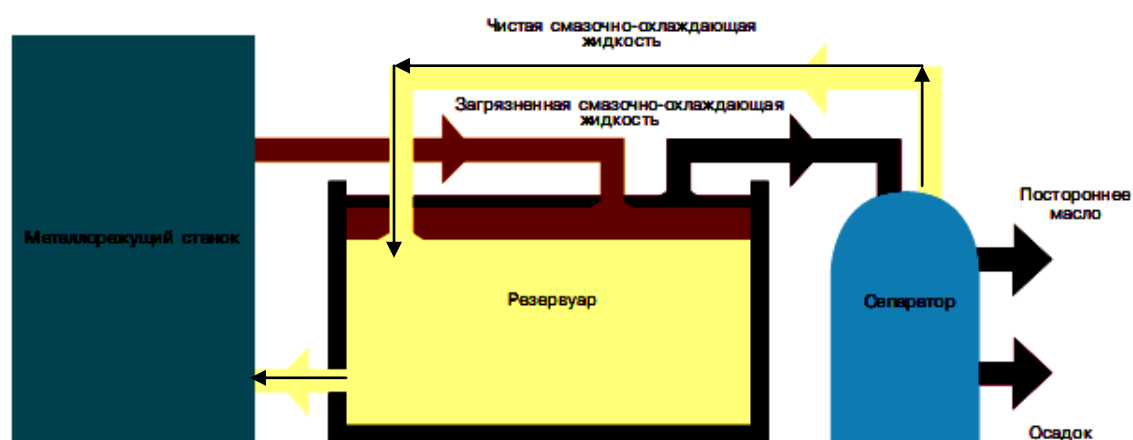 Чистая смазочно-охлаждающая
жидкость
Загрязненная смазочно-охлаждающая
жидкость
Постороннее
масло
Металлорежущий станок
Резервуар
Сепаратор
Осадок